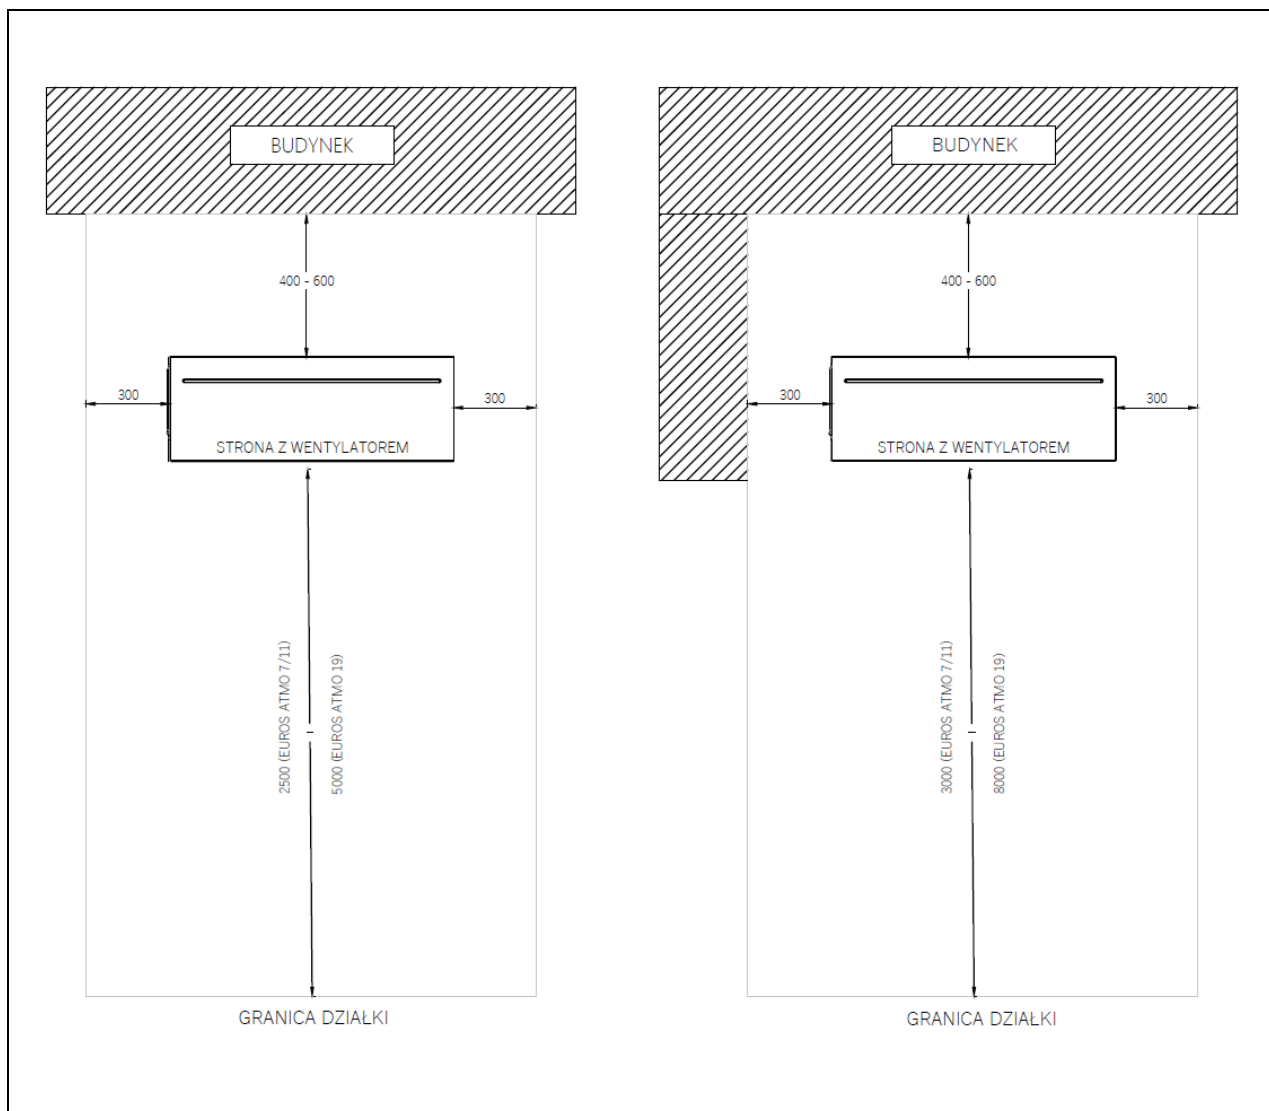 BUDYNEK
400 - 600
300
300
STRONA Z WENTYLATOREM
2500 (EUROS ATMO 7/11)
5000 (EUROS ATMO 19)
GRANICA DZIAŁKI
BUDYNEK
400 - 600
300
300
STRONA Z WENTYLATOREM
3000 (EUROS ATMO 7/11)
8000 (EUROS ATMO 19)
GRANICA DZIAŁKI